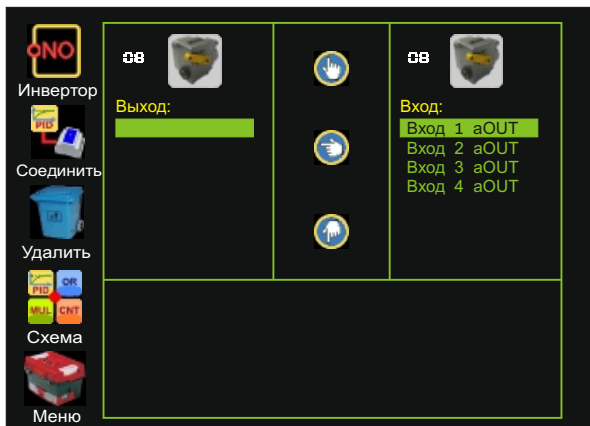 NO
Инвертор
PID
Соединить
Удалить
PID OR
MUL CNT
Схема
Меню
08
Выход:
08
Вход:
Вход 1 aOUT
Вход 2 aOUT
Вход 3 aOUT
Вход 4 aOUT